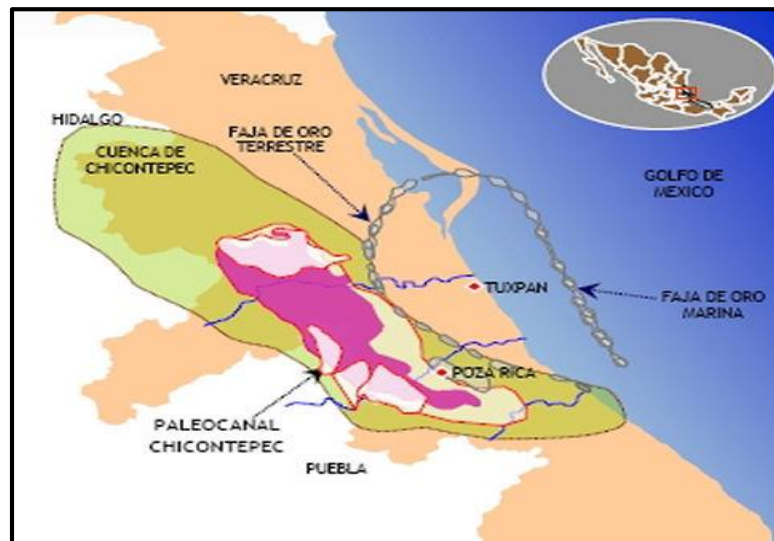 VERACRUZ
HIDALGO
FAJA DE ORO
TERRESTRE
CUENCA DE
CHICONTEPEC
GOLFO DE
MEXICO
TUXPAN
FAJA DE ORO
MARINA
POZA RICA
PALEOCANAL
CHICONTEPEC
PUEBLA